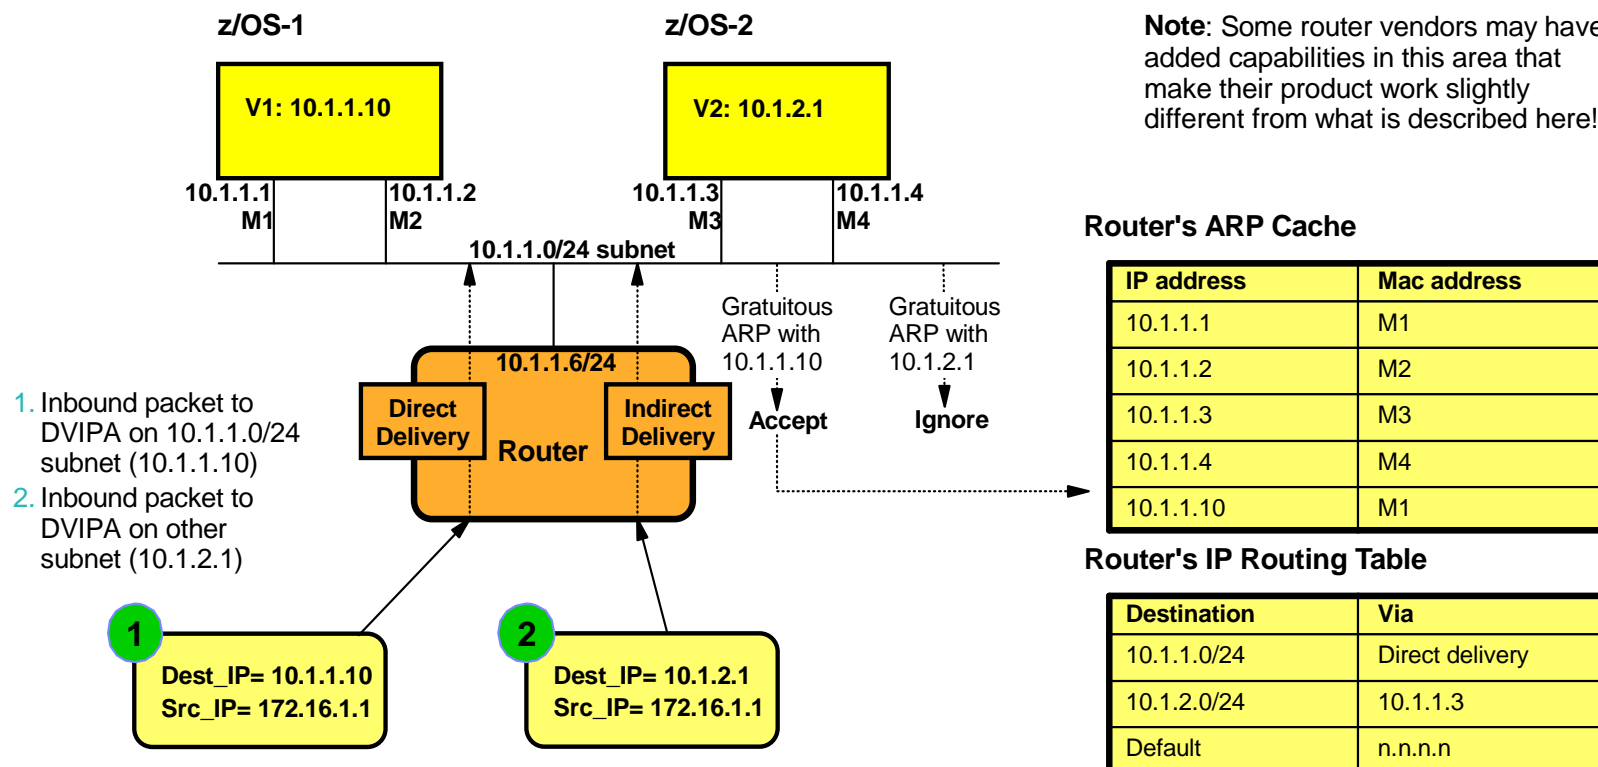 z/OS-1
z/OS-2
Note: Some router vendors may have
added capabilities in this area that
make their product work slightly
different from what is described here!
V1: 10.1.1.10
V2: 10.1.2.1
10.1.1.1
M1
10.1.1.2
M2
10.1.1.3
M3
10.1.1.4
M4
10.1.1.0/24 subnet
Gratuitous
ARP with
10.1.1.10
Accept
Gratuitous
ARP with
10.1.2.1
Ignore
10.1.1.6/24
Direct
Delivery
Router
Indirect
Delivery
1. Inbound packet to
DVIPA on 10.1.1.0/24
subnet (10.1.1.10)
2. Inbound packet to
DVIPA on other
subnet (10.1.2.1)
1
Dest_IP= 10.1.1.10
Src_IP= 172.16.1.1
2
Dest_IP= 10.1.2.1
Src_IP= 172.16.1.1
Router's ARP Cache
IP address Mac address
10.1.1.1 M1
10.1.1.2 M2
10.1.1.3 M3
10.1.1.4 M4
10.1.1.10 M1
Router's IP Routing Table
Destination Via
10.1.1.0/24 Direct delivery
10.1.2.0/24 10.1.1.3
Default n.n.n.n